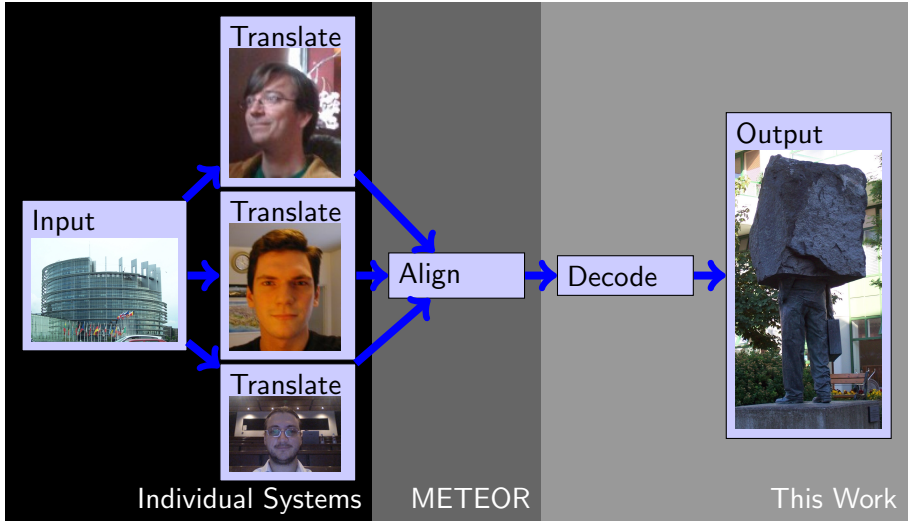 Input
Translate
Translate
Translate
Align
Decode
Output
Individual Systems
METEOR
This Work